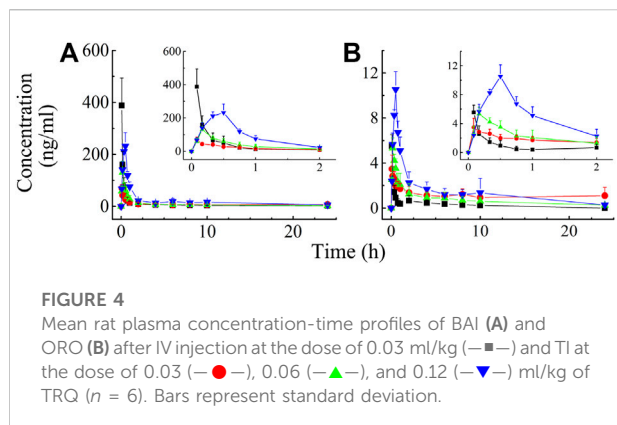 A
B
600
400
200
0
600
400
200
0
0
1
2
12
8
4
0
12
8
4
0
0
1
2
Concentration
(ng/ml)
0
10
20
0
10
20
Time (h)
FIGURE 4
Mean rat plasma concentration-time profiles of BAI (A) and
ORO (B) after IV injection at the dose of 0.03 ml/kg (—■—) and TI at
the dose of 0.03 (—●—), 0.06 (—▲—), and 0.12 (—▼—) ml/kg of
TRQ (n = 6). Bars represent standard deviation.